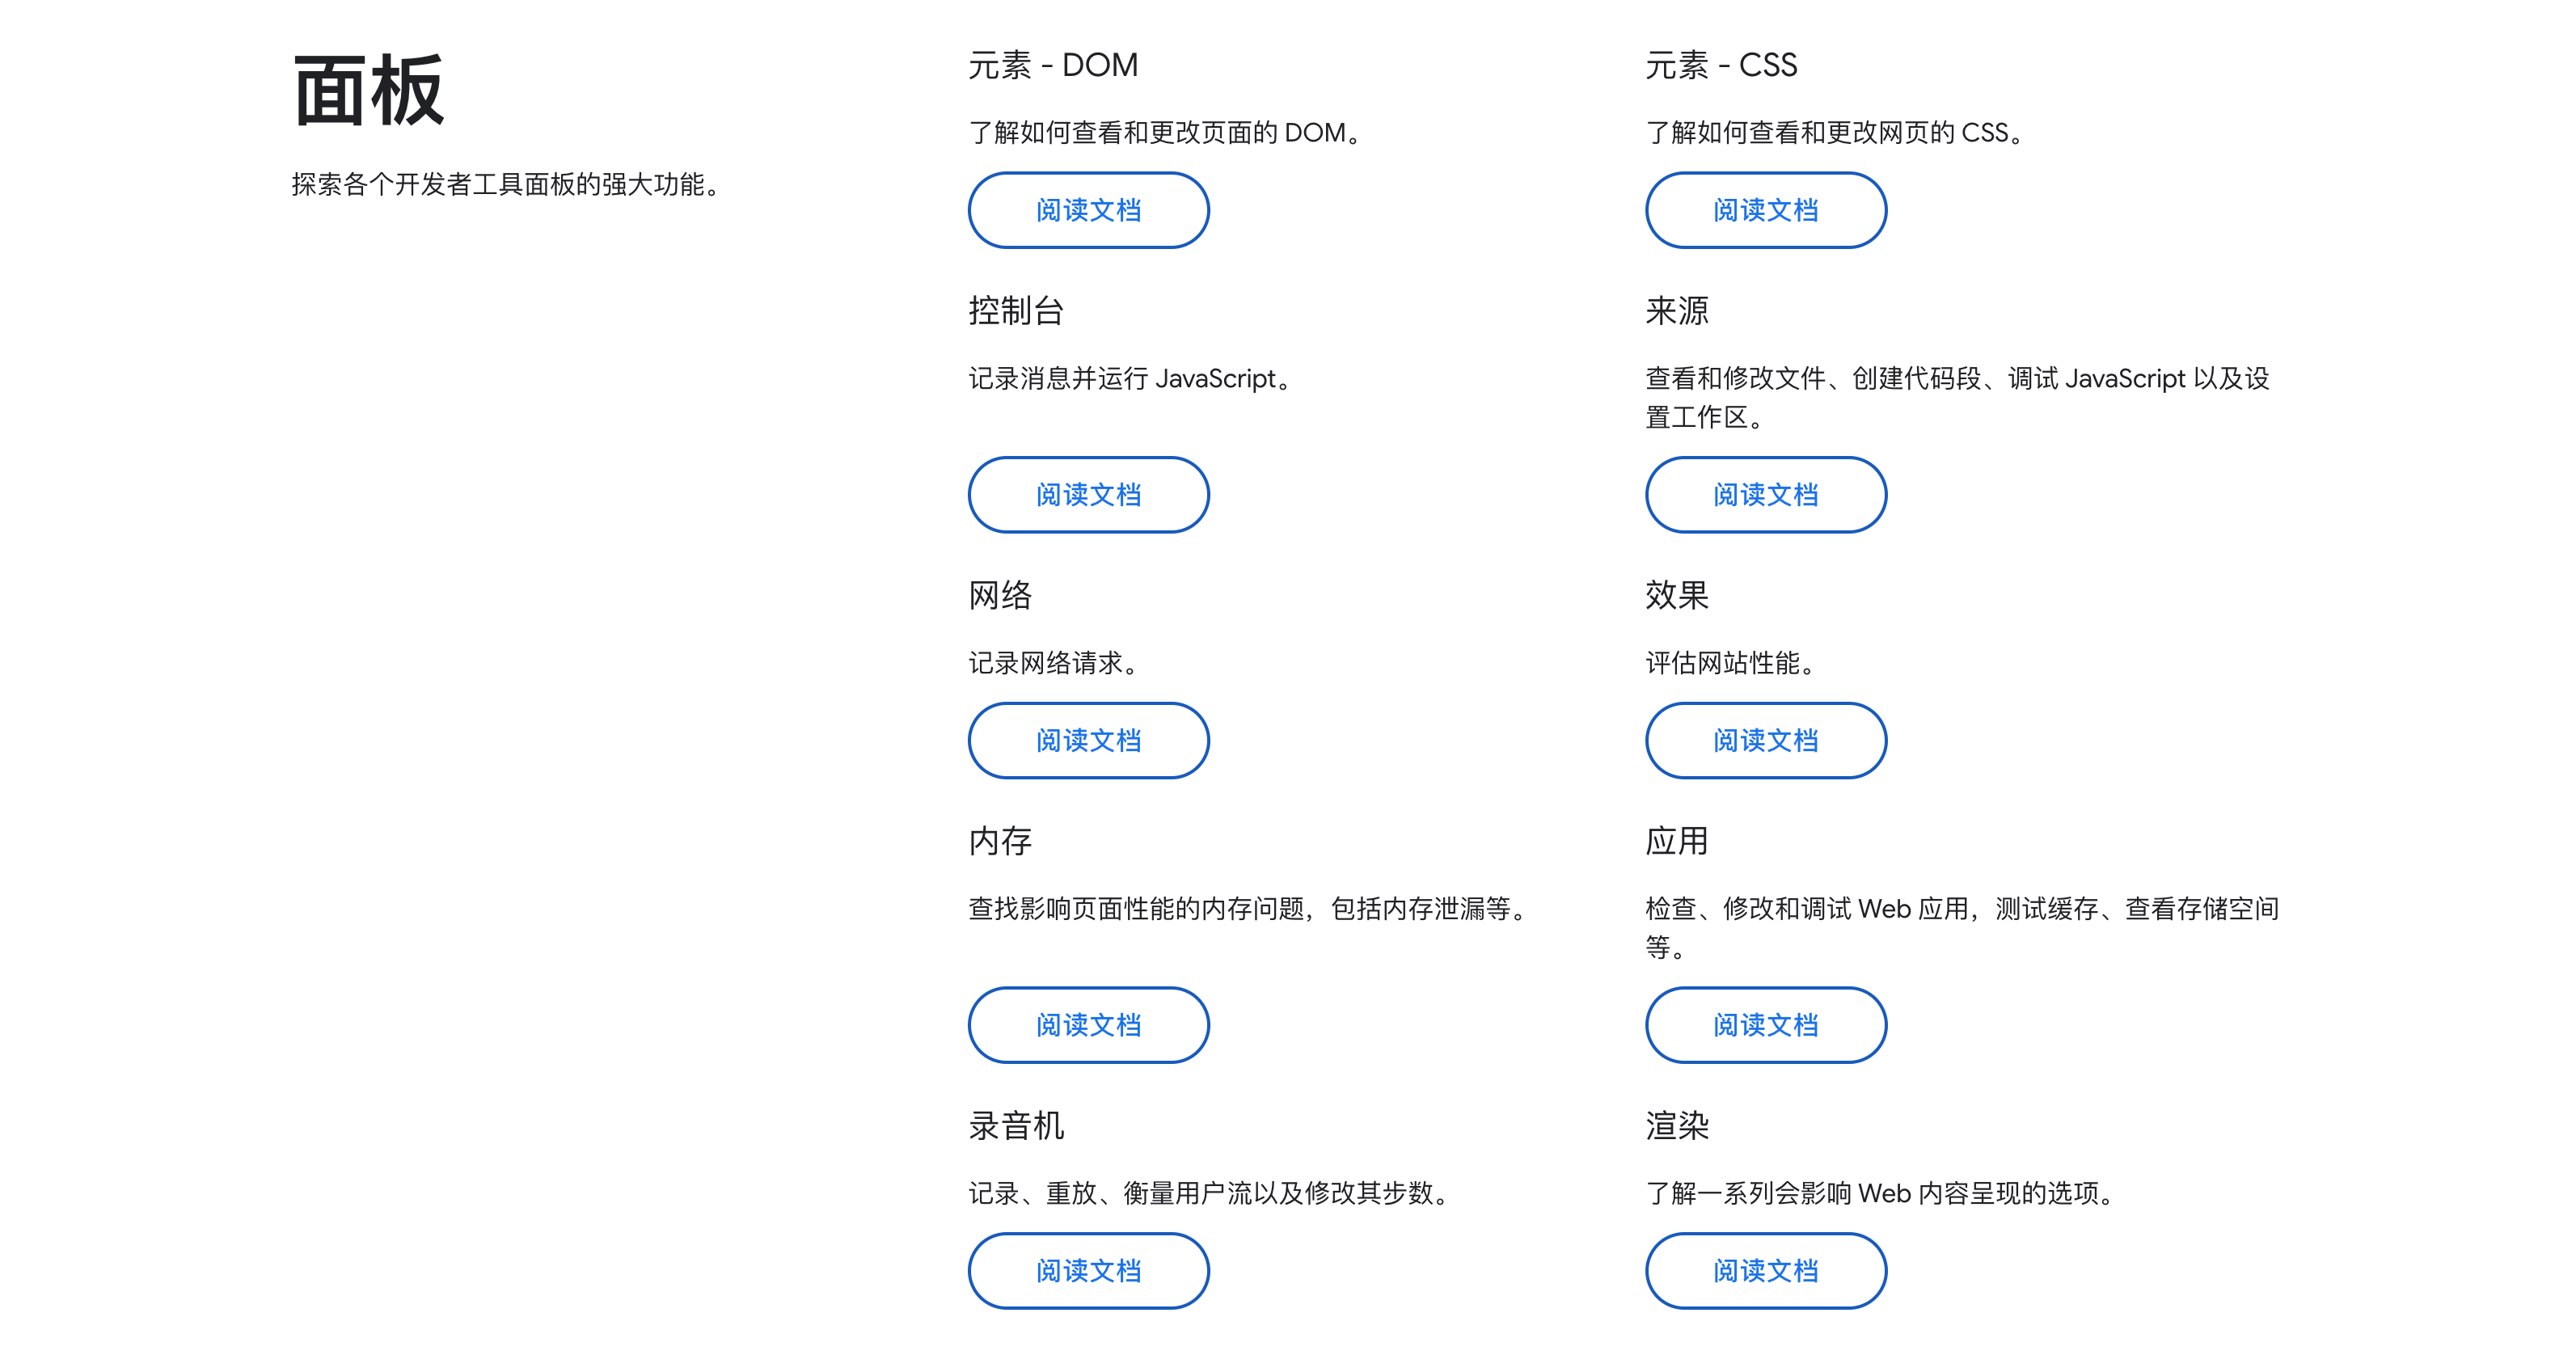 面板
探索各个开发者工具面板的强大功能。
元素 - DOM
了解如何查看和更改页面的 DOM。
阅读文档
元素 - CSS
了解如何查看和更改网页的 CSS。
阅读文档
控制台
记录消息并运行 JavaScript。
阅读文档
来源
查看和修改文件、创建代码段、调试 JavaScript 以及设
置工作区。
阅读文档
网络
记录网络请求。
阅读文档
效果
评估网站性能。
阅读文档
内存
查找影响页面性能的内存问题，包括内存泄漏等。
阅读文档
应用
检查、修改和调试 Web 应用，测试缓存、查看存储空间
等。
阅读文档
录音机
记录、重放、衡量用户流以及修改其步数。
阅读文档
渲染
了解一系列会影响 Web 内容呈现的选项。
阅读文档